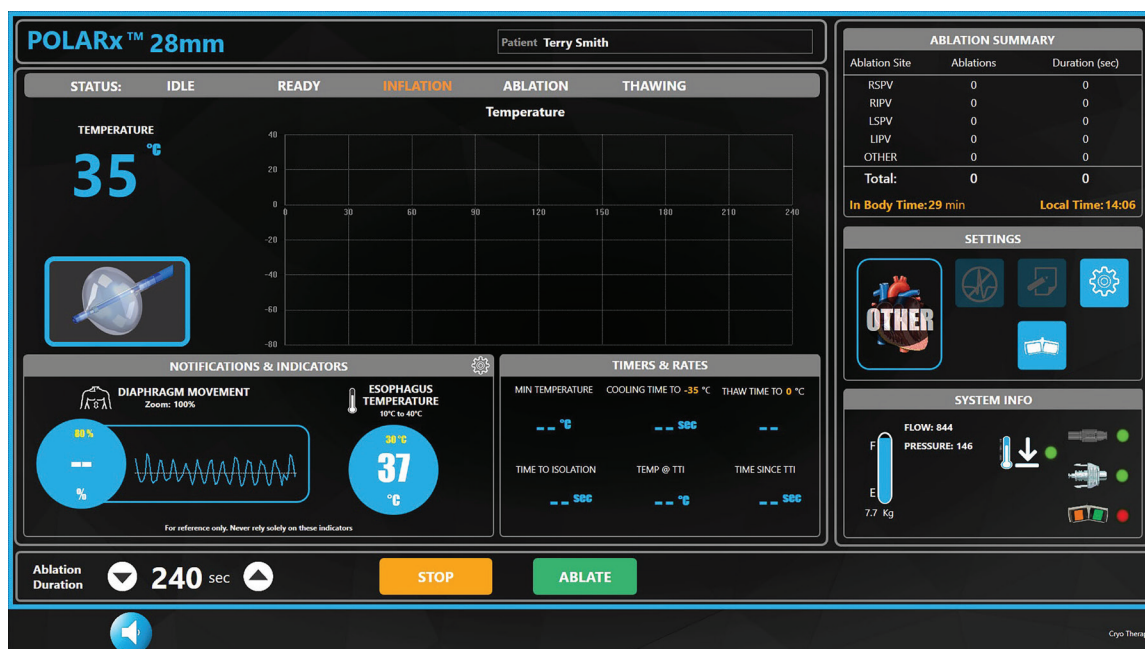 POLARx™ 28mm
Patient Terry Smith
STATUS: IDLE READY INFLATION ABLATION THAWING
TEMPERATURE
35 °C
Temperature
40
20
0
-20
-40
-60
-80
0 30 60 90 120 150 180 210 240
NOTIFICATIONS & INDICATORS
DIAPHRAGM MOVEMENT
Zoom: 100%
80 %
--
%
ESOPHAGUS
TEMPERATURE
10°C to 40°C
30 °C
37
°C
For reference only. Never rely solely on these indicators
TIMERS & RATES
MIN TEMPERATURE COOLING TIME TO -35 °C THAW TIME TO 0 °C
-- °C -- sec --
TIME TO ISOLATION TEMP @ TTI TIME SINCE TTI
-- sec -- °C -- sec
ABLATION SUMMARY
Ablation Site Ablations Duration (sec)
RSPV 0 0
RIPV 0 0
LSPV 0 0
LIPV 0 0
OTHER 0 0
Total: 0 0
In Body Time: 29 min Local Time: 14:06
SETTINGS
OTHER
SYSTEM INFO
F
E
7.7 Kg
FLOW: 844
PRESSURE: 146
Ablation
Duration
240 sec
STOP
ABLATE